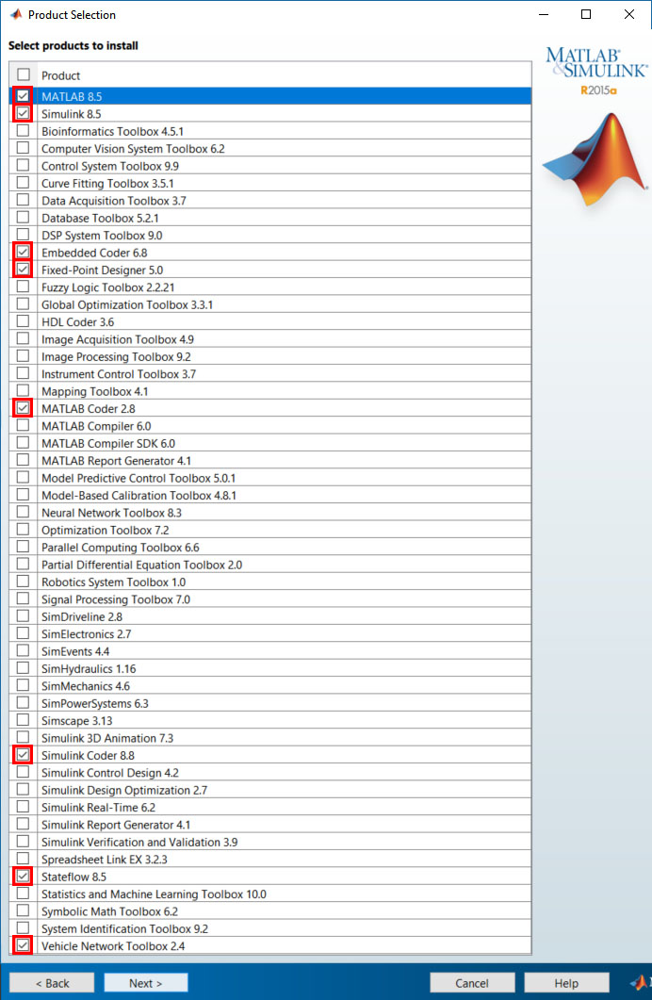 Product Selection
Select products to install
Product
MATLAB 8.5
Simulink 8.5
Bioinformatics Toolbox 4.5.1
Computer Vision System Toolbox 6.2
Control System Toolbox 9.9
Curve Fitting Toolbox 3.5.1
Data Acquisition Toolbox 3.7
Database Toolbox 5.2.1
DSP System Toolbox 9.0
Embedded Coder 6.8
Fixed-Point Designer 5.0
Fuzzy Logic Toolbox 2.2.21
Global Optimization Toolbox 3.3.1
HDL Coder 3.6
Image Acquisition Toolbox 4.9
Image Processing Toolbox 9.2
Instrument Control Toolbox 3.7
Mapping Toolbox 4.1
MATLAB Coder 2.8
MATLAB Compiler 6.0
MATLAB Compiler SDK 6.0
MATLAB Report Generator 4.1
Model Predictive Control Toolbox 5.0.1
Model-Based Calibration Toolbox 4.8.1
Neural Network Toolbox 8.3
Optimization Toolbox 7.2
Parallel Computing Toolbox 6.6
Partial Differential Equation Toolbox 2.0
Robotics System Toolbox 1.0
Signal Processing Toolbox 7.0
SimDriveline 2.8
SimElectronics 2.7
SimEvents 4.4
SimHydraulics 1.16
SimMechanics 4.6
SimPowerSystems 6.3
Simscape 3.13
Simulink 3D Animation 7.3
Simulink Coder 8.8
Simulink Control Design 4.2
Simulink Design Optimization 2.7
Simulink Real-Time 6.2
Simulink Report Generator 4.1
Simulink Verification and Validation 3.9
Spreadsheet Link EX 3.2.3
Stateflow 8.5
Statistics and Machine Learning Toolbox 10.0
Symbolic Math Toolbox 6.2
System Identification Toolbox 9.2
Vehicle Network Toolbox 2.4
MATLAB®
&SIMULINK®
R2015a
< Back
Next >
Cancel
Help